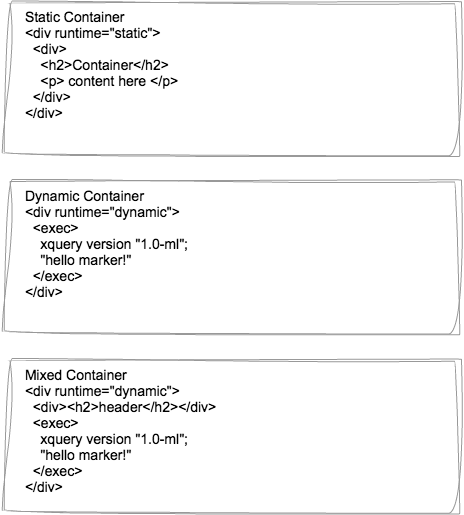 Static Container
<div runtime="static">
<div>
<h2>Container</h2>
<p> content here </p>
</div>
</div>
Dynamic Container
<div runtime="dynamic">
<exec>
xquery version "1.0-ml";
"hello marker!"
</exec>
</div>
Mixed Container
<div runtime="dynamic">
<div><h2>header</h2></div>
<exec>
xquery version "1.0-ml";
"hello marker!"
</exec>
</div>